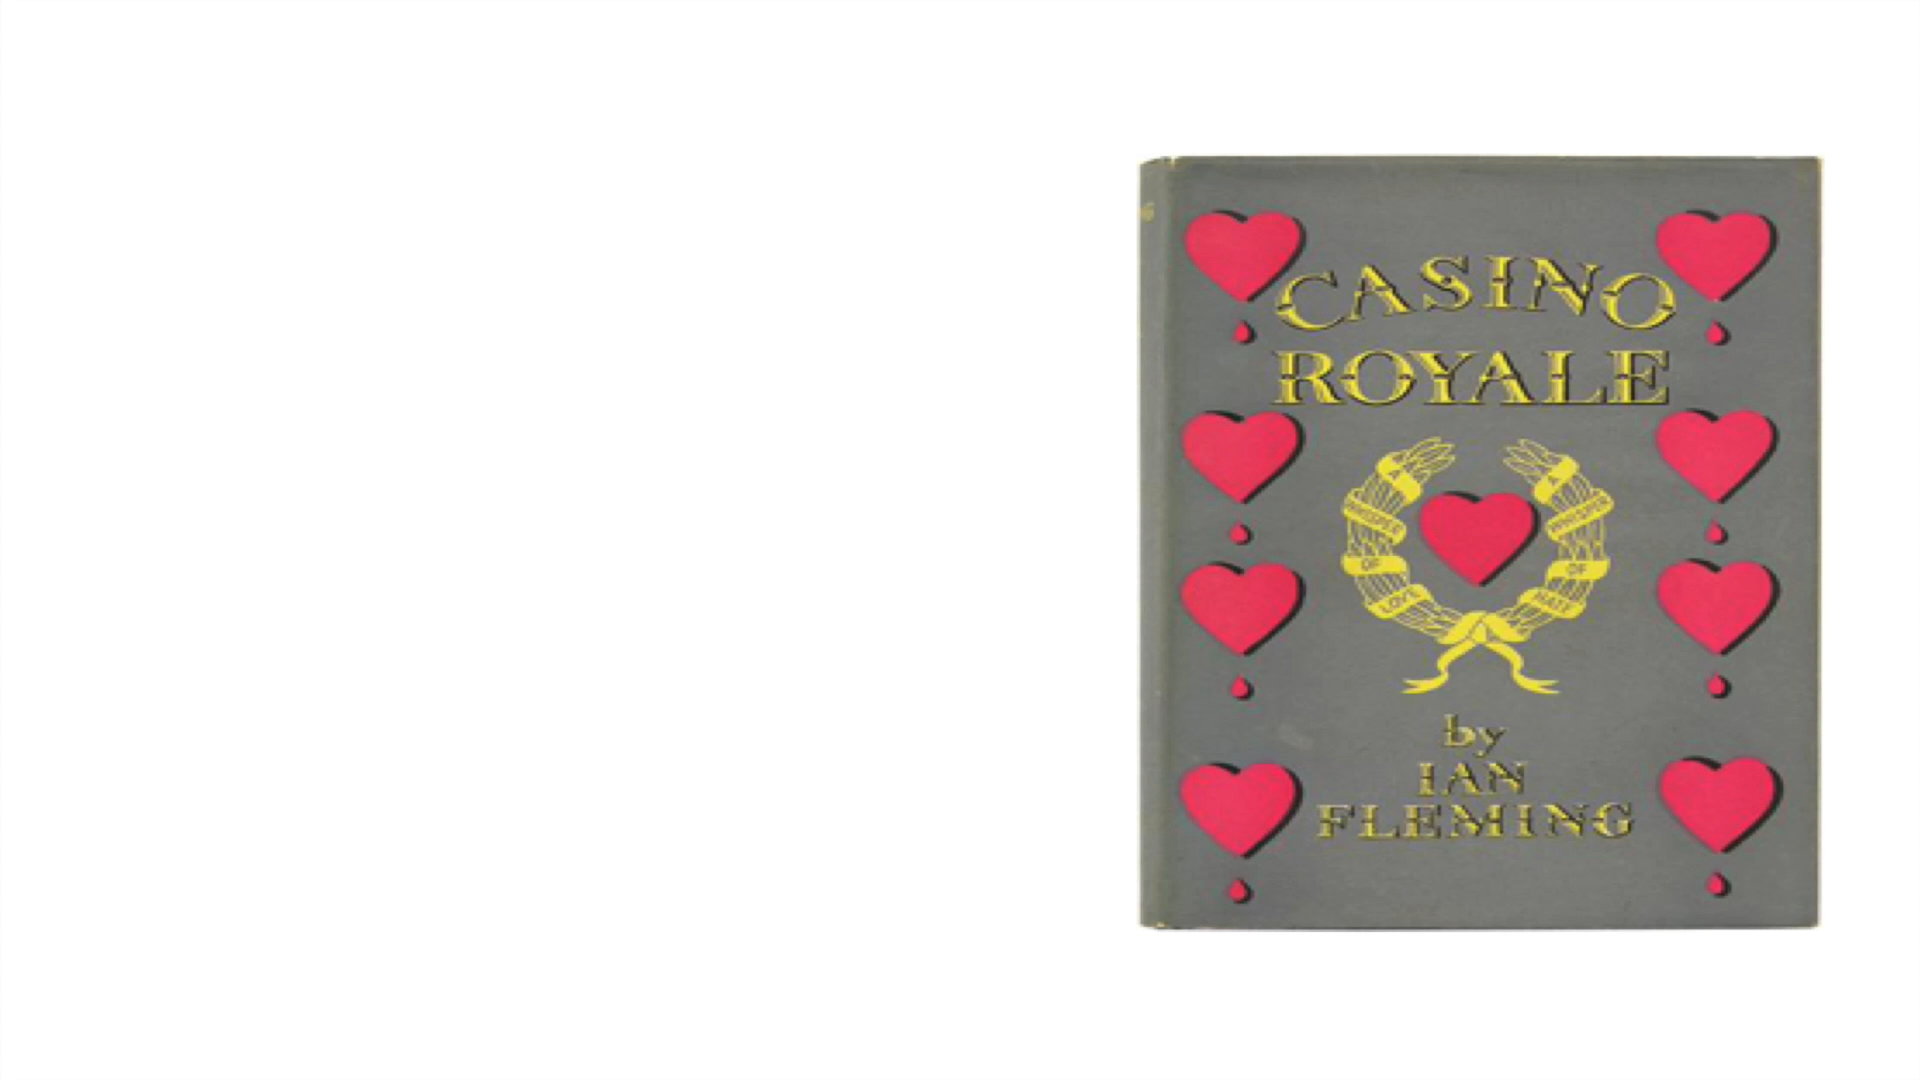 CASINO
ROYALE
A
WHISPER
OF
LOVE
A
WHISPER
OF
HATE
by
IAN
FLEMING